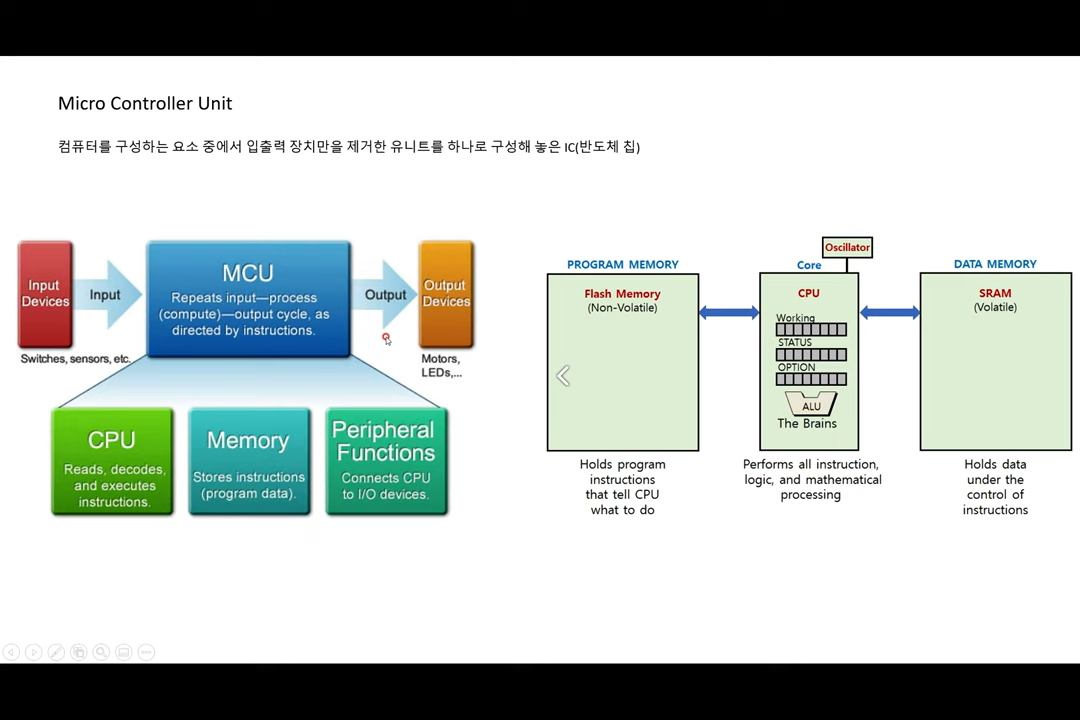 Micro Controller Unit
컴퓨터를 구성하는 요소 중에서 입출력 장치만을 제거한 유니트를 하나로 구성해 놓은 IC(반도체 칩)
Input
Devices
Input
MCU
Repeats input—process
(compute)—output cycle, as
directed by instructions.
Output
Output
Devices
Switches, sensors, etc.
Motors,
LEDs,...
CPU
Reads, decodes,
and executes
instructions.
Memory
Stores instructions
(program data).
Peripheral
Functions
Connects CPU
to I/O devices.
PROGRAM MEMORY
Flash Memory
(Non-Volatile)
Holds program
instructions
that tell CPU
what to do
Oscillator
Core
CPU
Working
STATUS
OPTION
ALU
The Brains
Performs all instruction,
logic, and mathematical
processing
DATA MEMORY
SRAM
(Volatile)
Holds data
under the
control of
instructions